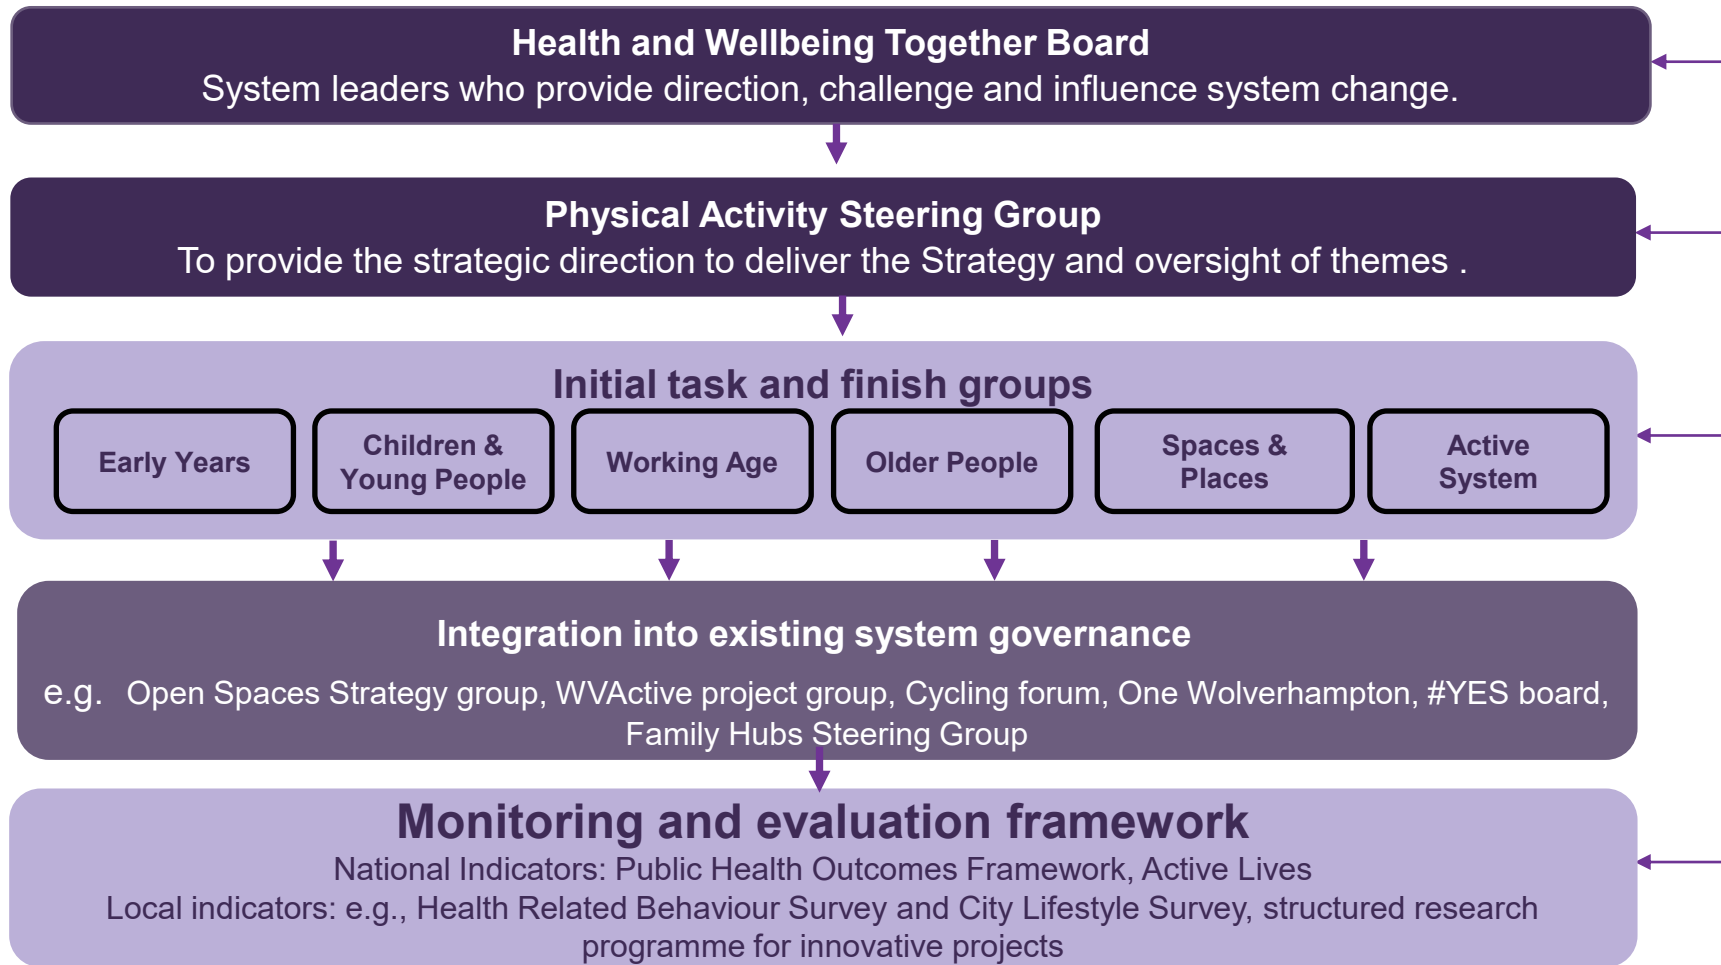 Health and Wellbeing Together Board
System leaders who provide direction, challenge and influence system change.
Physical Activity Steering Group
To provide the strategic direction to deliver the Strategy and oversight of themes .
Initial task and finish groups
Early Years
Children &
Young People
Working Age
Older People
Spaces &
Places
Active
System
Integration into existing system governance
e.g. Open Spaces Strategy group, WVActive project group, Cycling forum, One Wolverhampton, #YES board,
Family Hubs Steering Group
Monitoring and evaluation framework
National Indicators: Public Health Outcomes Framework, Active Lives
Local indicators: e.g., Health Related Behaviour Survey and City Lifestyle Survey, structured research
programme for innovative projects